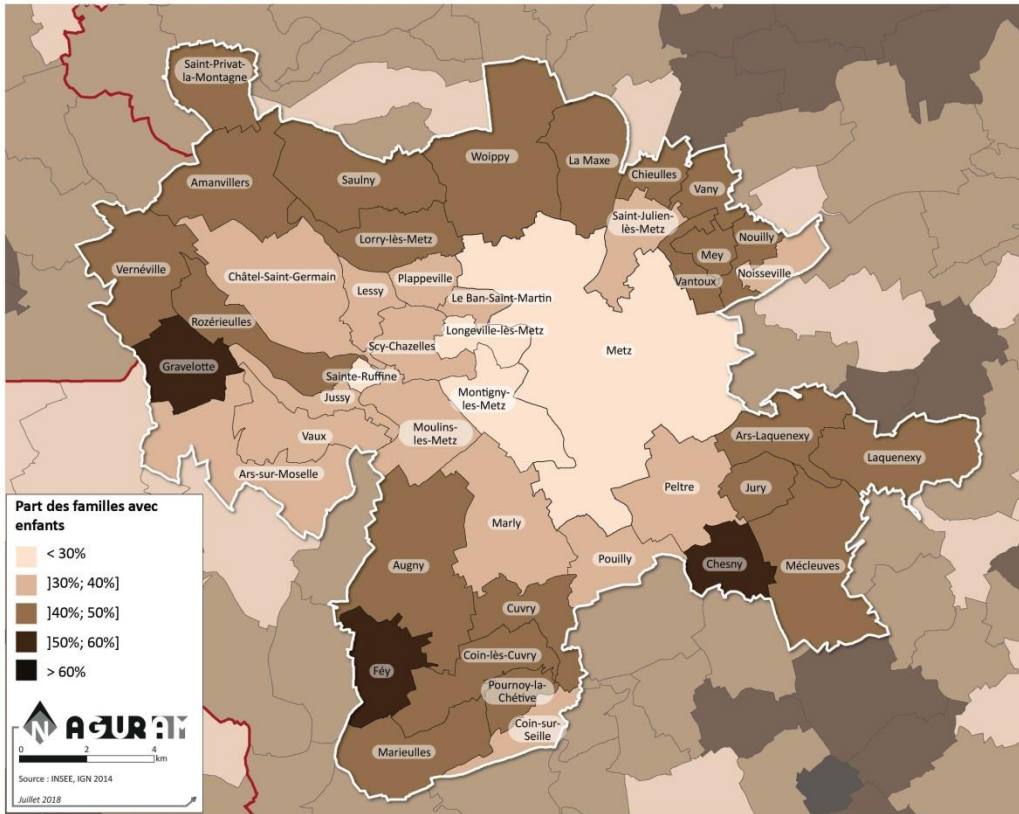 Saint-Privat-
la-Montagne
Woippy
La Maxe
Amanvillers
Saulny
Chieulles
Vany
Saint-Julien-
lès-Metz
Nouilly
Lorry-lès-Metz
Mey
Vernéville
Châtel-Saint-Germain
Plappeville
Noisseville
Lessy
Vantoux
Le Ban-Saint-Martin
Rozérieulles
Longeville-lès-Metz
Scy-Chazelles
Metz
Gravelotte
Sainte-Ruffine
Jussy
Montigny-
les-Metz
Vaux
Moulins-
les-Metz
Ars-Laquenexy
Laquenexy
Ars-sur-Moselle
Peltre
Jury
Marly
Augny
Pouilly
Chesny
Mécleuves
Cuvry
Coin-lès-Cuvry
Féy
Pournoy-la-
Chétive
Coin-sur-
Seille
Marieulles
Part des familles avec
enfants
< 30%
]30%; 40%]
]40%; 50%]
]50%; 60%]
> 60%
N AGURAM
0 2 4
km
Source : INSEE, IGN 2014
Juillet 2018